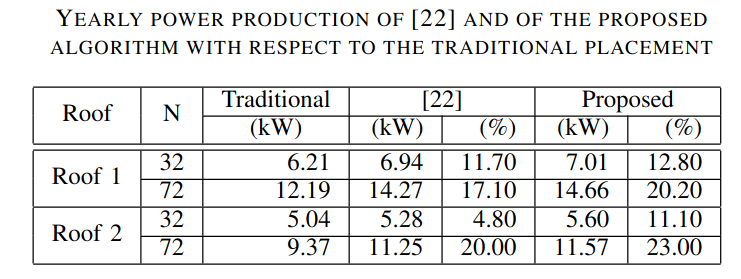 YEARLY POWER PRODUCTION OF [22] AND OF THE PROPOSED
ALGORITHM WITH RESPECT TO THE TRADITIONAL PLACEMENT
Roof N Traditional [22] Proposed
(kW) (kW) (%) (kW) (%)
Roof 1 32 6.21 6.94 11.70 7.01 12.80
72 12.19 14.27 17.10 14.66 20.20
Roof 2 32 5.04 5.28 4.80 5.60 11.10
72 9.37 11.25 20.00 11.57 23.00